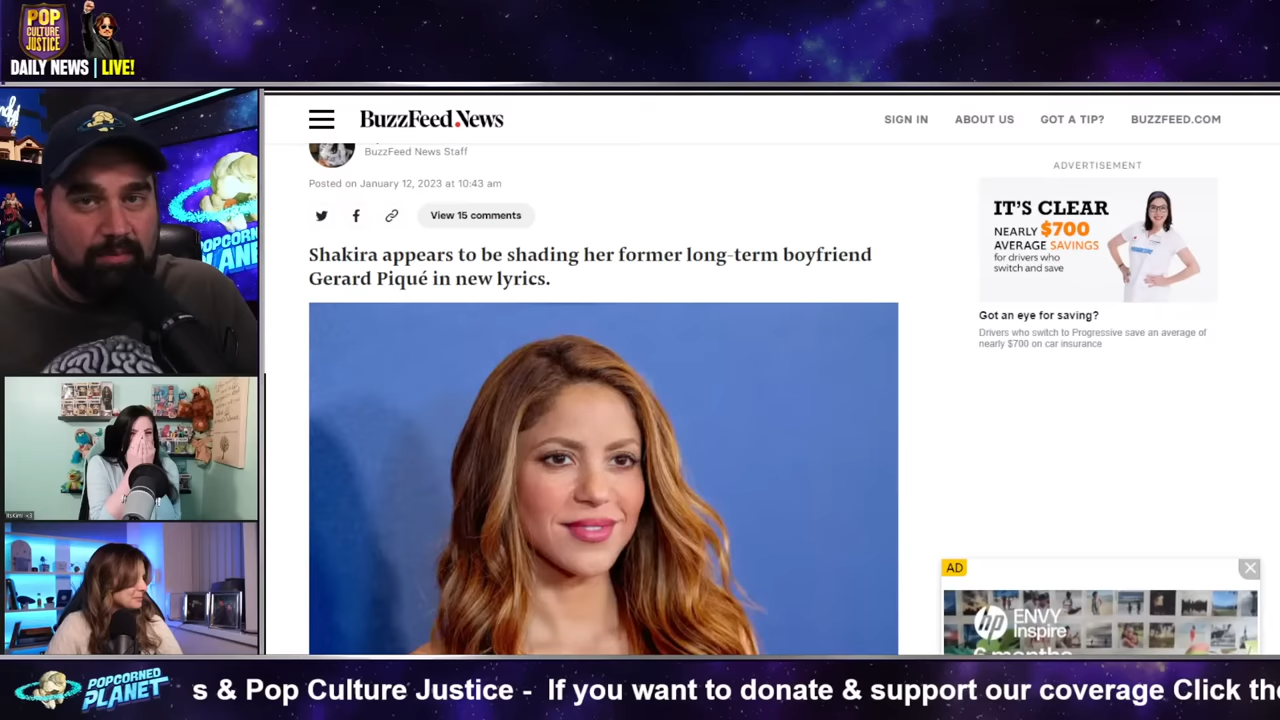 POP
CULTURE
JUSTICE
DAILY NEWS | LIVE!
BuzzFeed.News
SIGN IN
ABOUT US
GOT A TIP?
BUZZFEED.COM
BuzzFeed News Staff
Posted on January 12, 2023 at 10:43 am
View 15 comments
Shakira appears to be shading her former long-term boyfriend
Gerard Piqué in new lyrics.
ADVERTISEMENT
IT'S CLEAR
NEARLY $700
AVERAGE SAVINGS
for drivers who
switch and save
Got an eye for saving?
Drivers who switch to Progressive save an average of
nearly $700 on car insurance
AD
hp ENVY
Inspire
6 months
POPCORNED
PLANET
s & Pop Culture Justice - If you want to donate & support our coverage Click the